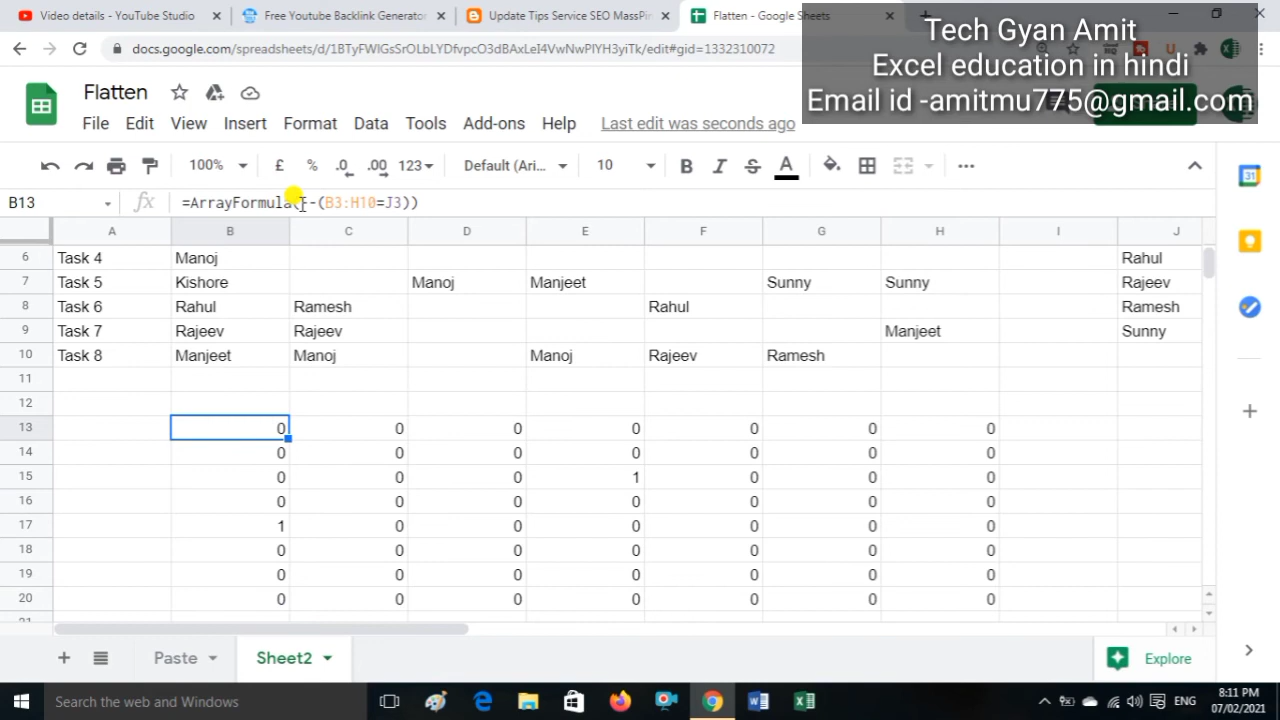 Video details - YouTube Studio
Free Youtube Backlink Generator
Update Tips Service SEO MassPin
Flatten - Google Sheets
docs.google.com/spreadsheets/d/
Tech Gyan Amit
Excel education in hindi
Email id -amitmu775@gmail.com
Flatten
File Edit View Insert Format Data Tools Add-ons Help Last edit was seconds ago
100% £ % .0 .00 123 Default (Ari... 10 B I S A
B13 fx =ArrayFormula(--(B3:H10=J3))
A B C D E F G H I J
6 Task 4 Manoj Rahul
7 Task 5 Kishore Manoj Manjeet Sunny Sunny Rajeev
8 Task 6 Rahul Ramesh Rahul Ramesh
9 Task 7 Rajeev Rajeev Manjeet Sunny
10 Task 8 Manjeet Manoj Manoj Rajeev Ramesh
11
12
13 0 0 0 0 0 0 0
14 0 0 0 0 0 0 0
15 0 0 0 1 0 0 0
16 0 0 0 0 0 0 0
17 1 0 0 0 0 0 0
18 0 0 0 0 0 0 0
19 0 0 0 0 0 0 0
20 0 0 0 0 0 0 0
Paste Sheet2 Explore
Search the web and Windows
ENG
8:11 PM
07/02/2021